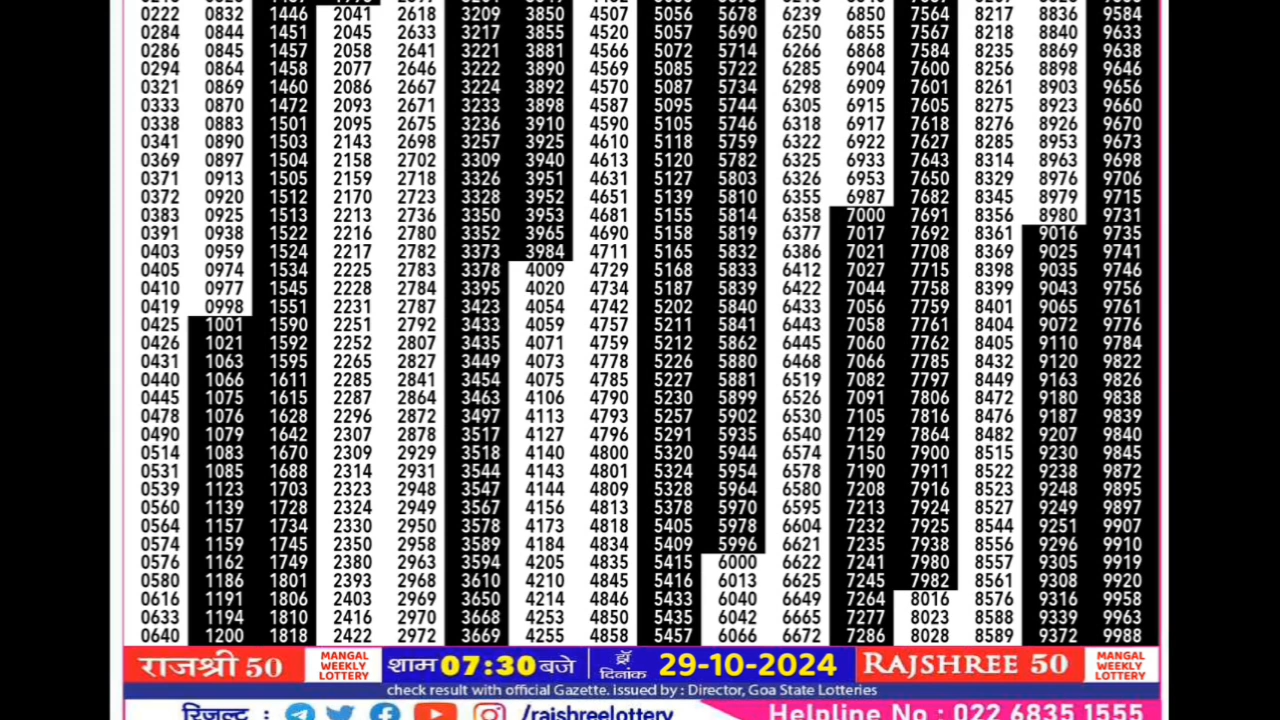 0222 0832 1446 2041 2618 3209 3850 4507 5056 5678 6239 6850 7564 8217 8836 9584
0284 0844 1451 2045 2633 3217 3855 4520 5057 5690 6250 6855 7567 8218 8840 9633
0286 0845 1457 2058 2641 3221 3881 4566 5072 5714 6266 6868 7584 8235 8869 9638
0294 0864 1458 2077 2646 3222 3890 4569 5085 5722 6285 6904 7600 8256 8898 9646
0321 0869 1460 2086 2667 3224 3892 4570 5087 5734 6298 6909 7601 8261 8903 9656
0333 0870 1472 2093 2671 3233 3898 4587 5095 5744 6305 6915 7605 8275 8923 9660
0338 0883 1501 2095 2675 3236 3910 4590 5105 5746 6318 6917 7618 8276 8926 9670
0341 0890 1503 2143 2698 3257 3925 4610 5118 5759 6322 6922 7627 8285 8953 9673
0369 0897 1504 2158 2702 3309 3940 4613 5120 5782 6325 6933 7643 8314 8963 9698
0371 0913 1505 2159 2718 3326 3951 4631 5127 5803 6326 6953 7650 8329 8976 9706
0372 0920 1512 2170 2723 3328 3952 4651 5139 5810 6355 6987 7682 8345 8979 9715
0383 0925 1513 2213 2736 3350 3953 4681 5155 5814 6358 7000 7691 8356 8980 9731
0391 0938 1522 2216 2780 3352 3965 4690 5158 5819 6377 7017 7692 8361 9016 9735
0403 0959 1524 2217 2782 3373 3984 4711 5165 5832 6386 7021 7708 8369 9025 9741
0405 0974 1534 2225 2783 3378 4009 4729 5168 5833 6412 7027 7715 8398 9035 9746
0410 0977 1545 2228 2784 3395 4020 4734 5187 5839 6422 7044 7758 8399 9043 9756
0419 0998 1551 2231 2787 3423 4054 4742 5202 5840 6433 7056 7759 8401 9065 9761
0425 1001 1590 2251 2792 3433 4059 4757 5211 5841 6443 7058 7761 8404 9072 9776
0426 1021 1592 2252 2807 3435 4071 4759 5212 5862 6445 7060 7762 8405 9110 9784
0431 1063 1595 2265 2827 3449 4073 4778 5226 5880 6468 7066 7785 8432 9120 9822
0440 1066 1611 2285 2841 3454 4075 4785 5227 5881 6519 7082 7797 8449 9163 9826
0445 1075 1615 2287 2864 3463 4106 4790 5230 5899 6526 7091 7806 8472 9180 9838
0478 1076 1628 2296 2872 3497 4113 4793 5257 5902 6530 7105 7816 8476 9187 9839
0490 1079 1642 2307 2878 3517 4127 4796 5291 5935 6540 7129 7864 8482 9207 9840
0514 1083 1670 2309 2929 3518 4140 4800 5320 5944 6574 7150 7900 8515 9230 9845
0531 1085 1688 2314 2931 3544 4143 4801 5324 5954 6578 7190 7911 8522 9238 9872
0539 1123 1703 2323 2948 3547 4144 4809 5328 5964 6580 7208 7916 8523 9248 9895
0560 1139 1728 2324 2949 3567 4156 4813 5378 5970 6595 7213 7924 8527 9249 9897
0564 1157 1734 2330 2950 3578 4173 4818 5405 5978 6604 7232 7925 8544 9251 9907
0574 1159 1745 2350 2958 3589 4184 4834 5409 5996 6621 7235 7938 8556 9296 9910
0576 1162 1749 2380 2963 3594 4205 4835 5415 6000 6622 7241 7980 8557 9305 9919
0580 1186 1801 2393 2968 3610 4210 4845 5416 6013 6625 7245 7982 8561 9308 9920
0616 1191 1806 2403 2969 3650 4214 4846 5433 6040 6649 7264 8016 8576 9316 9958
0633 1194 1810 2416 2970 3668 4253 4850 5435 6042 6665 7277 8023 8588 9339 9963
0640 1200 1818 2422 2972 3669 4255 4858 5457 6066 6672 7286 8028 8589 9372 9988
राजश्री 50 MANGAL WEEKLY LOTTERY शाम 07:30 बजे ड्रॉ दिनांक 29-10-2024 RAJSHREE 50 MANGAL WEEKLY LOTTERY
check result with official Gazette. issued by : Director, Goa State Lotteries
रिजल्ट : /rajshreelottery Helpline No : 022 6835 1555